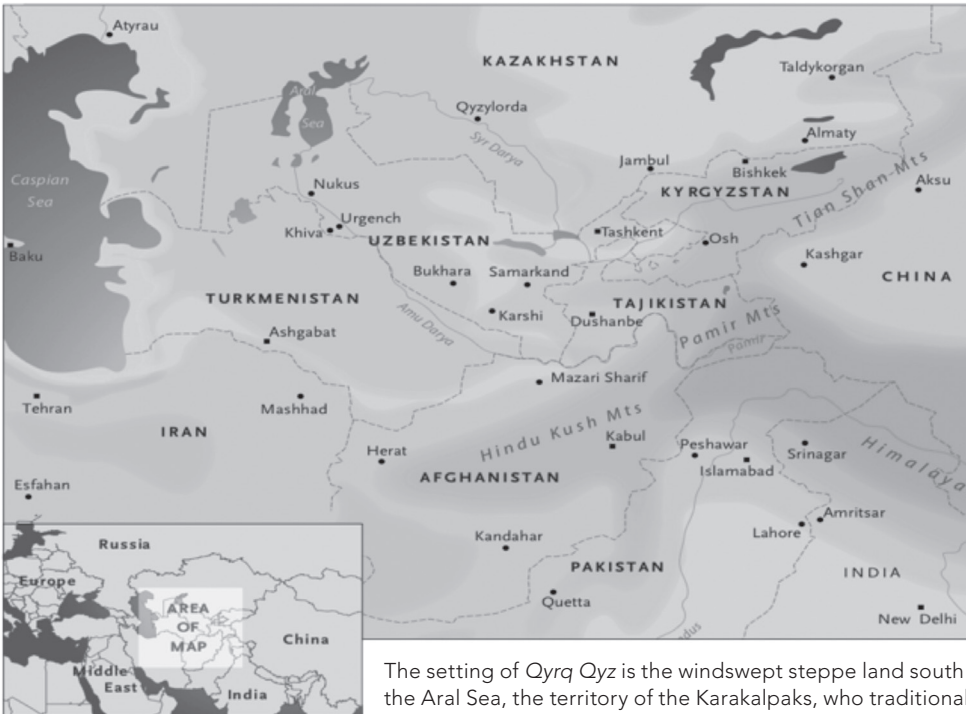 Atyrau
KAZAKHSTAN
Taldykorgan
Aral
Sea
Qyzylorda
Syr Darya
Almaty
Jambul
Bishkek
Caspian
Sea
Nukus
KYRGYZSTAN
Tian Shan Mts
Aksu
Urgench
Khiva
UZBEKISTAN
Tashkent
Osh
Baku
Kashgar
Bukhara
Samarkand
CHINA
TURKMENISTAN
TAJIKISTAN
Amu Darya
Karshi
Dushanbe
Pamir Mts
Pamir
Ashgabat
Mazari Sharif
Tehran
Mashhad
Hindu Kush Mts
IRAN
Kabul
Peshawar
Srinagar
Himalaya
Herat
Islamabad
AFGHANISTAN
Esfahan
Amritsar
Kandahar
Lahore
PAKISTAN
INDIA
Quetta
New Delhi
Russia
Europe
AREA
OF
MAP
China
Middle
East
India
The setting of Qyrq Qyz is the windswept steppe land south
the Aral Sea, the territory of the Karakalpaks, who traditional